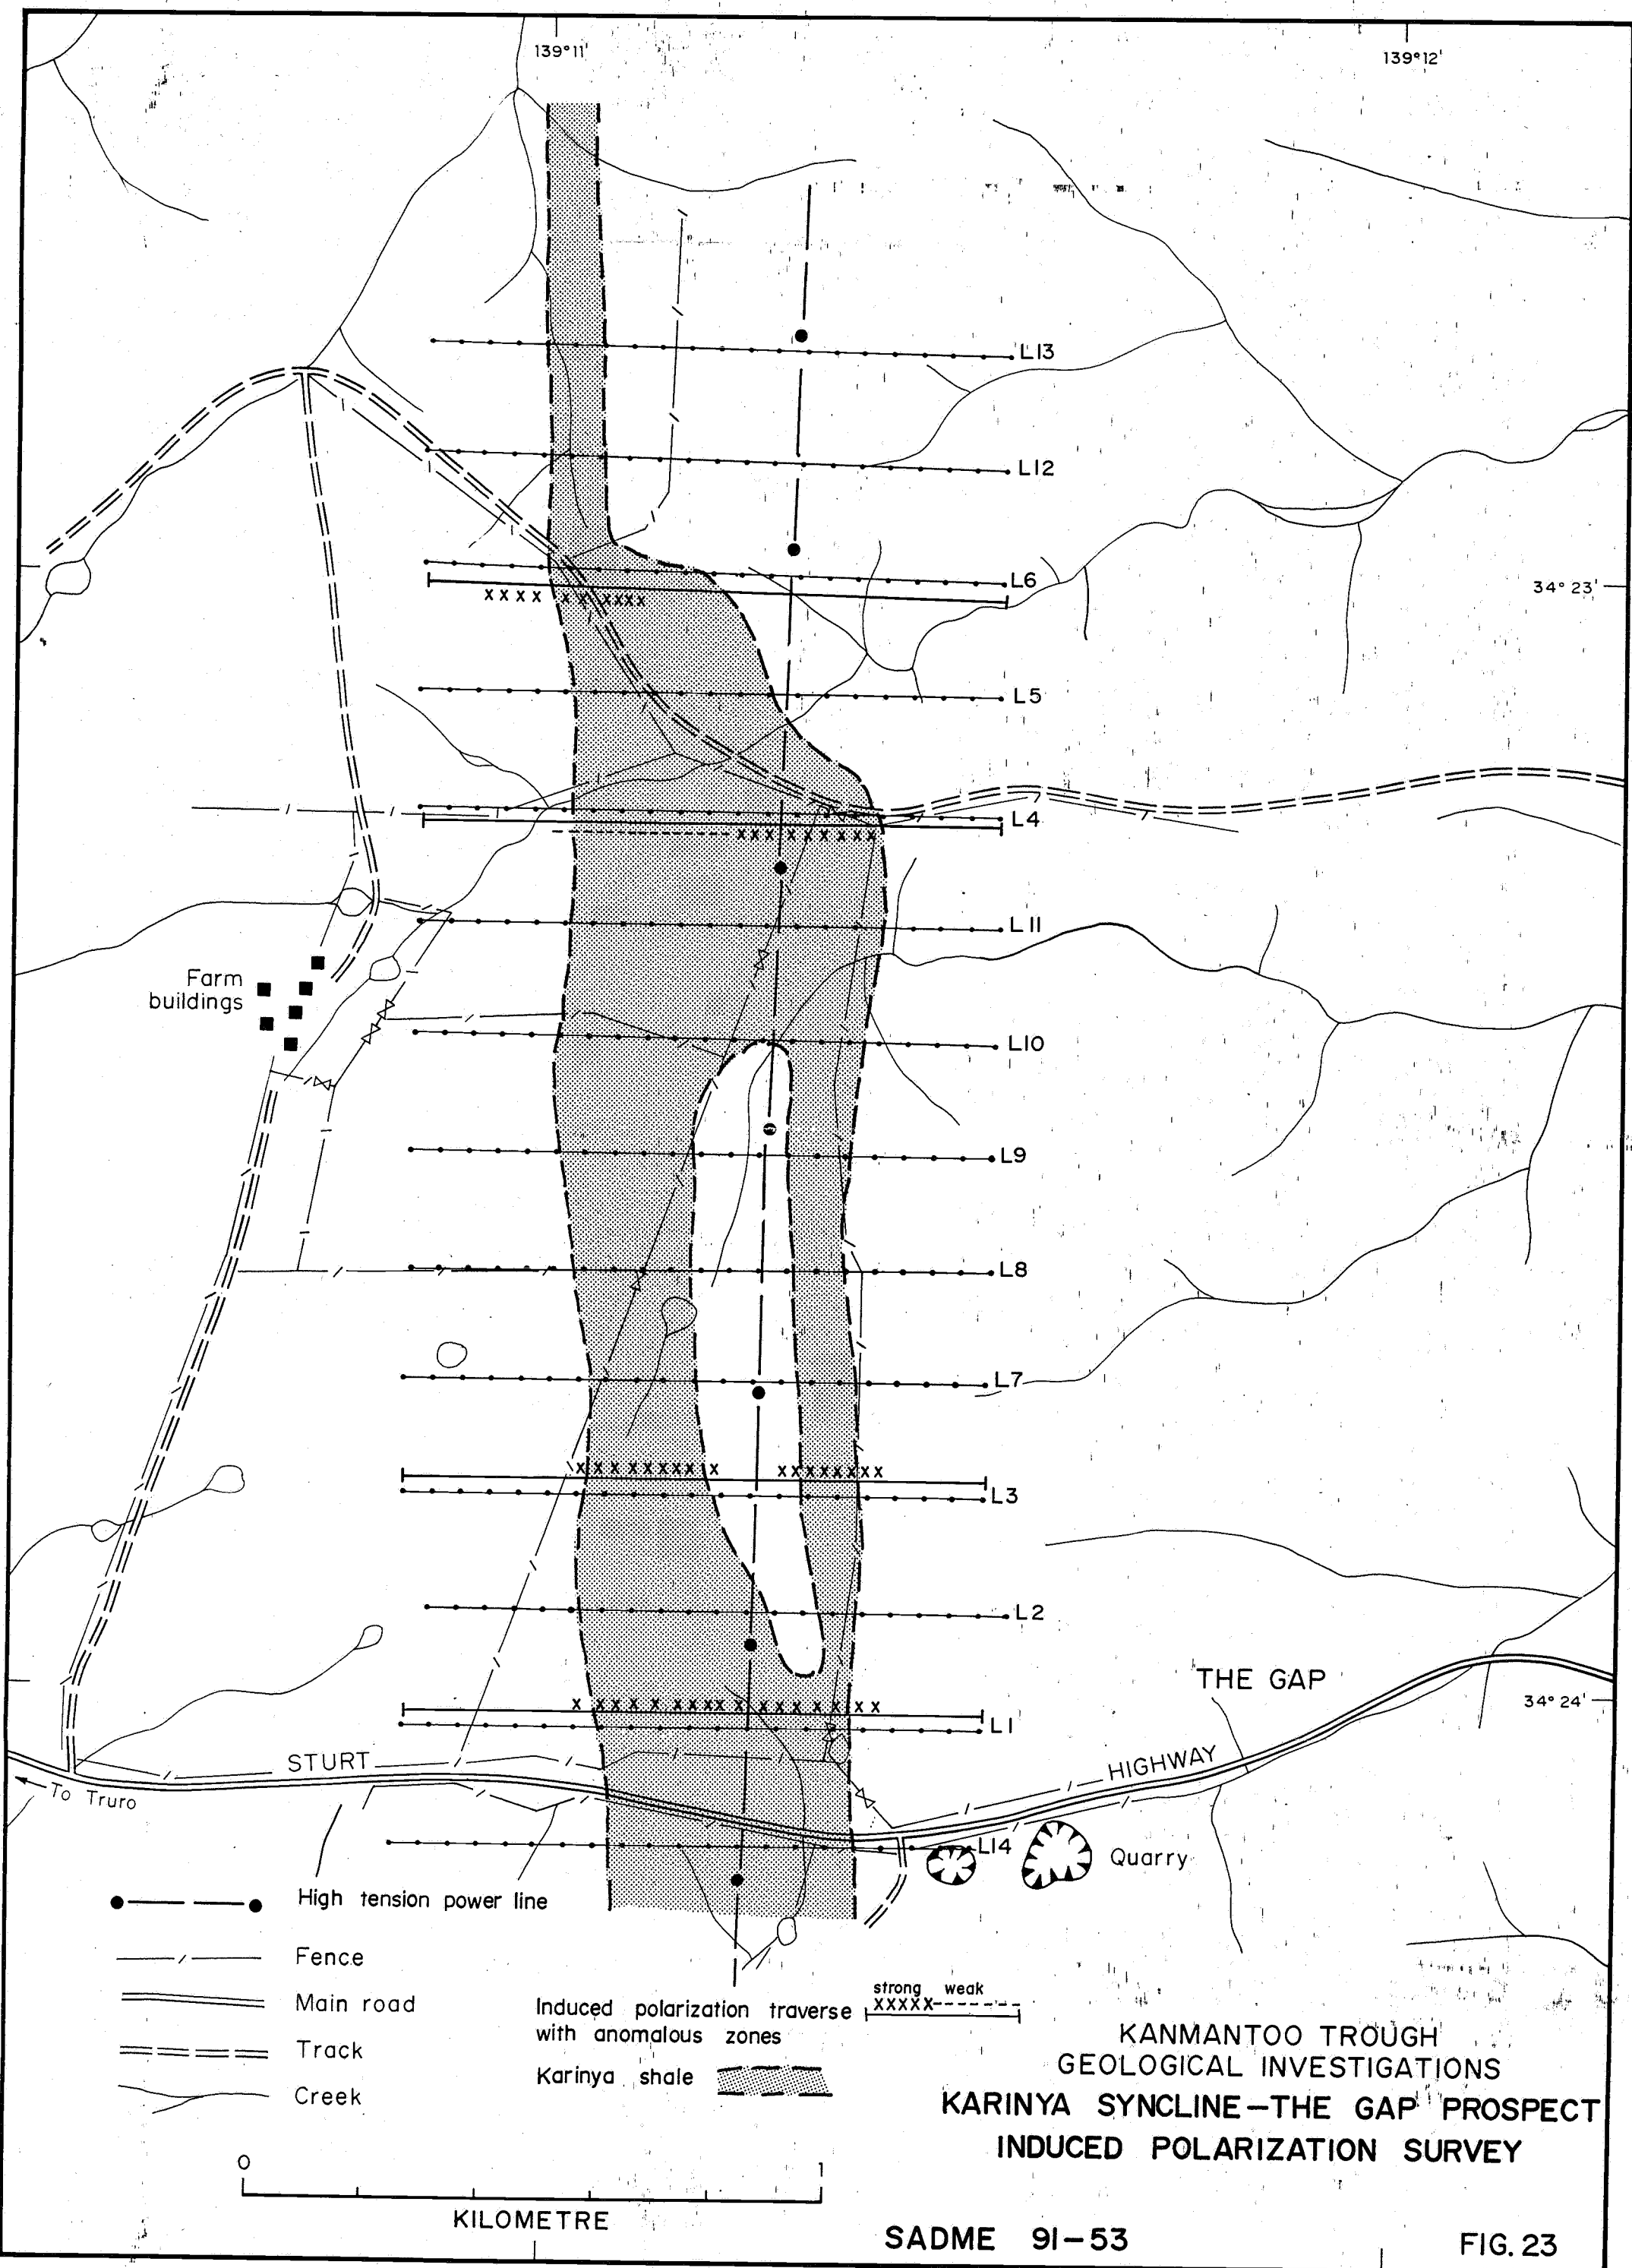 139°11'
139°12'
L13
L12
L6
34° 23'
XXXX XX XXXX
L5
L4
XXX XXXXXX
L11
Farm
buildings
L10
L9
L8
L7
XXXXXXXXX XXXXXXX
L3
L2
THE GAP
34° 24'
X XXX X XXXX X XXX X X X X
L1
STURT
HIGHWAY
To Truro
L14
Quarry
High tension power line
Fence
Main road
Track
Creek
strong weak
Induced polarization traverse XXXXX
with anomalous zones
Karinya shale
KANMANTOO TROUGH
GEOLOGICAL INVESTIGATIONS
KARINYA SYNCLINE–THE GAP PROSPECT
INDUCED POLARIZATION SURVEY
0 1
KILOMETRE
SADME 91–53
FIG. 23